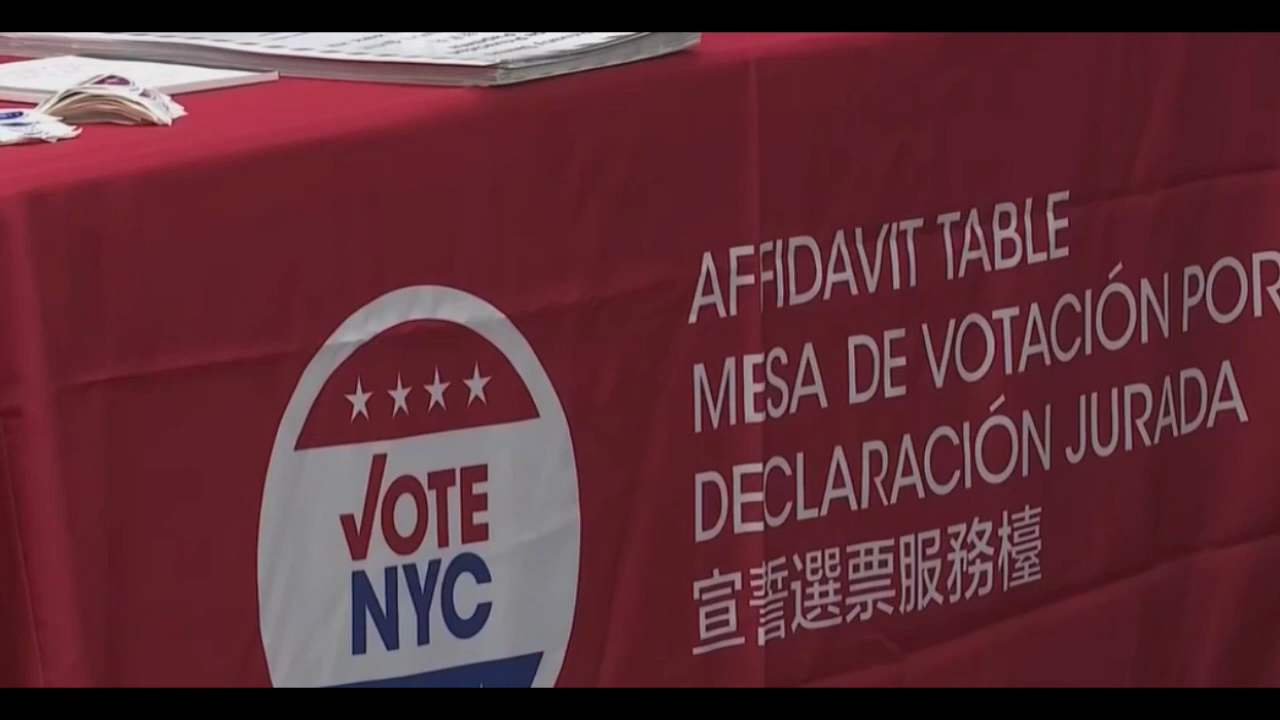 AFFIDAVIT TABLE
MESA DE VOTACIÓN POR
DECLARACIÓN JURADA
宣誓選票服務檯
VOTE
NYC